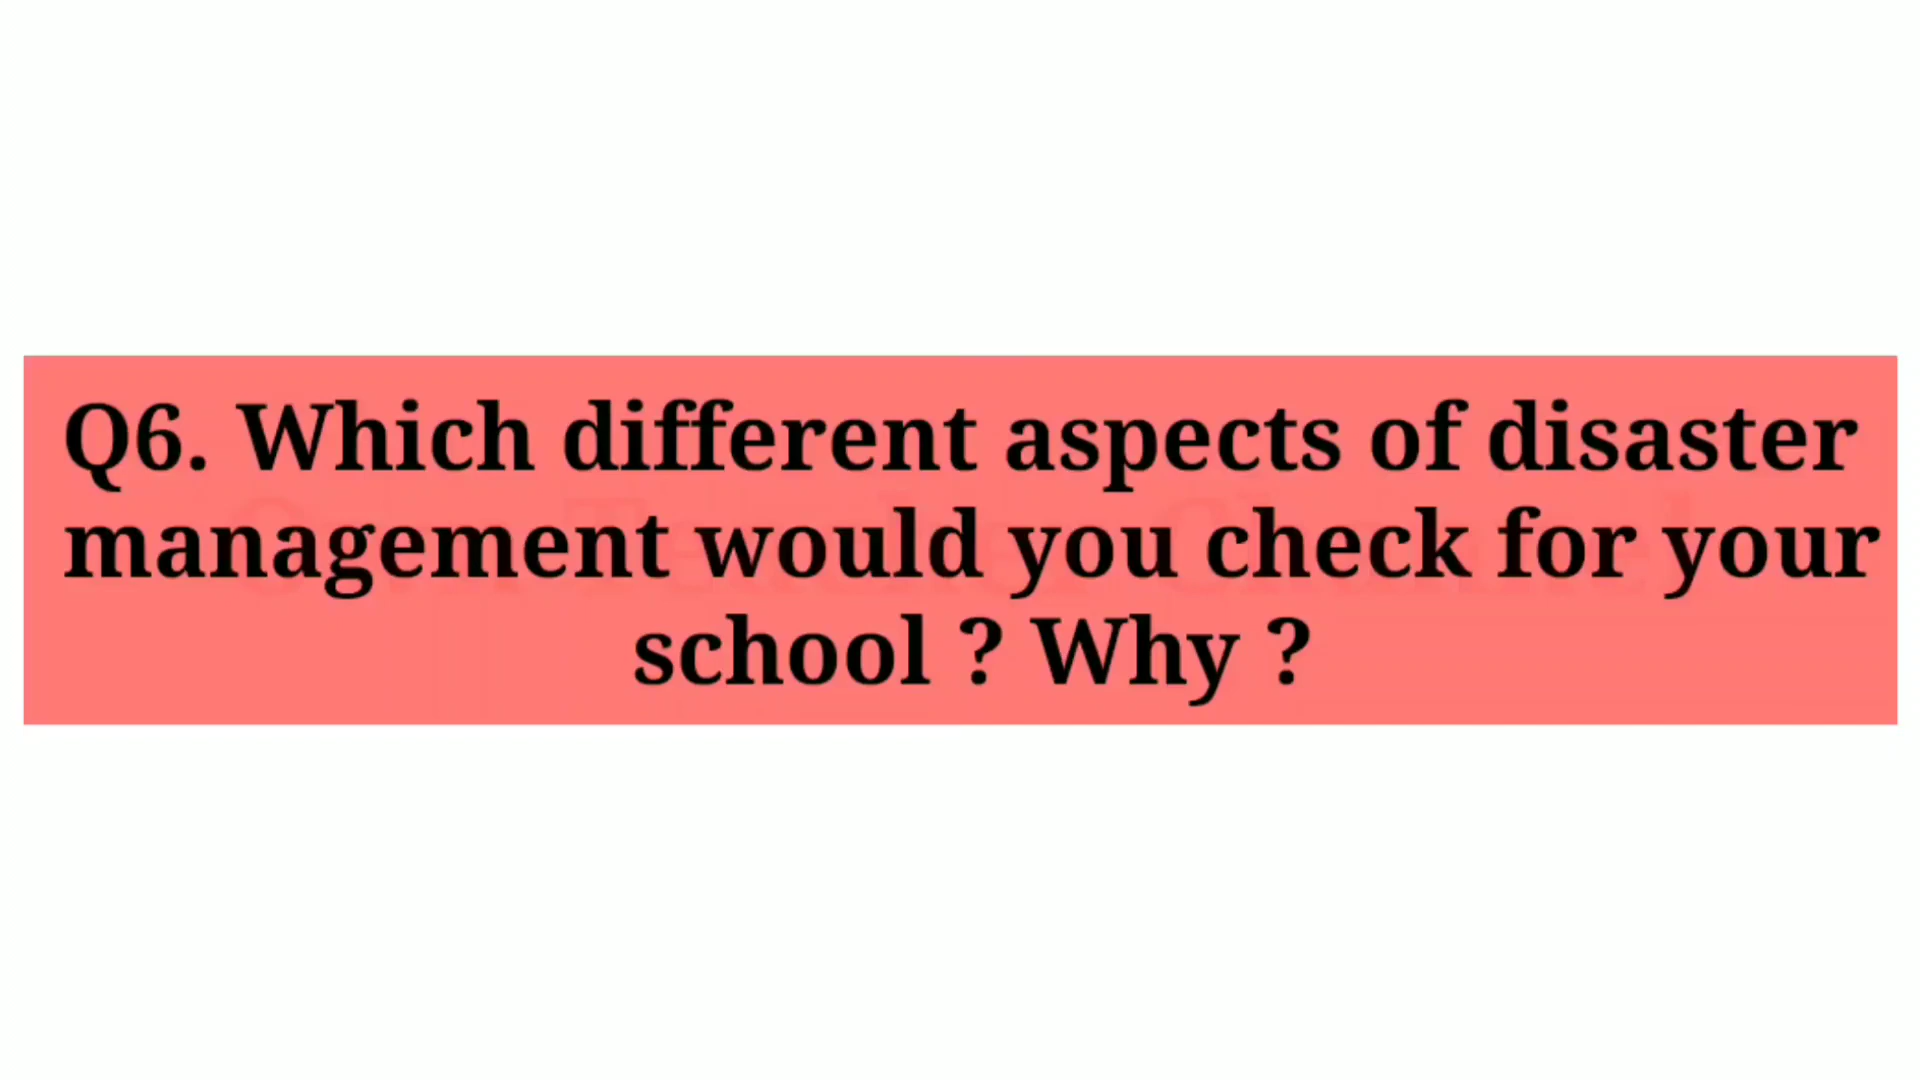 Q6. Which different aspects of disaster
management would you check for your
school ? Why ?